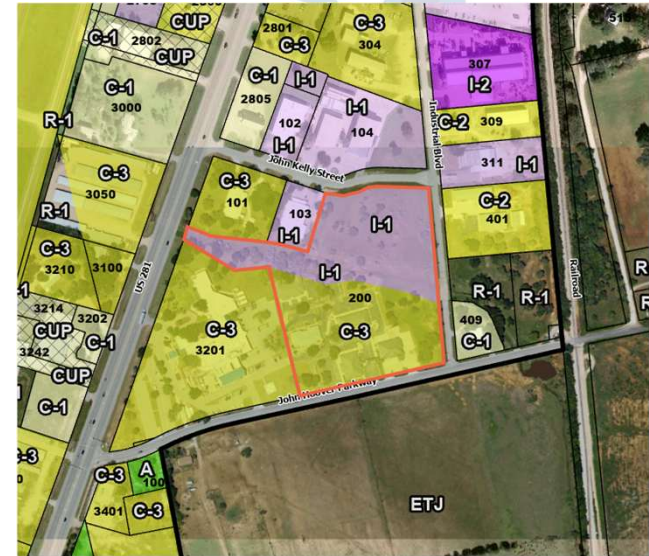 CUP
2801
C-3
C-3
304
C-1
2802
CUP
307
I-2
C-1
3000
C-1
2805
I-1
102
I-1
I-1
104
Industrial Blvd
C-2
309
311
I-1
R-1
John Kelly Street
C-3
3050
R-1
C-3
101
103
I-1
I-1
C-2
401
C-3
3210
3100
US 281
I-1
200
C-3
R-1
R-1
Railroad
R
R
3214
3202
CUP
C-1
3242
CUP
C-1
C-3
3201
409
C-1
John Hoover Parkway
C-3
A
100
C-3
3401
C-3
ETJ